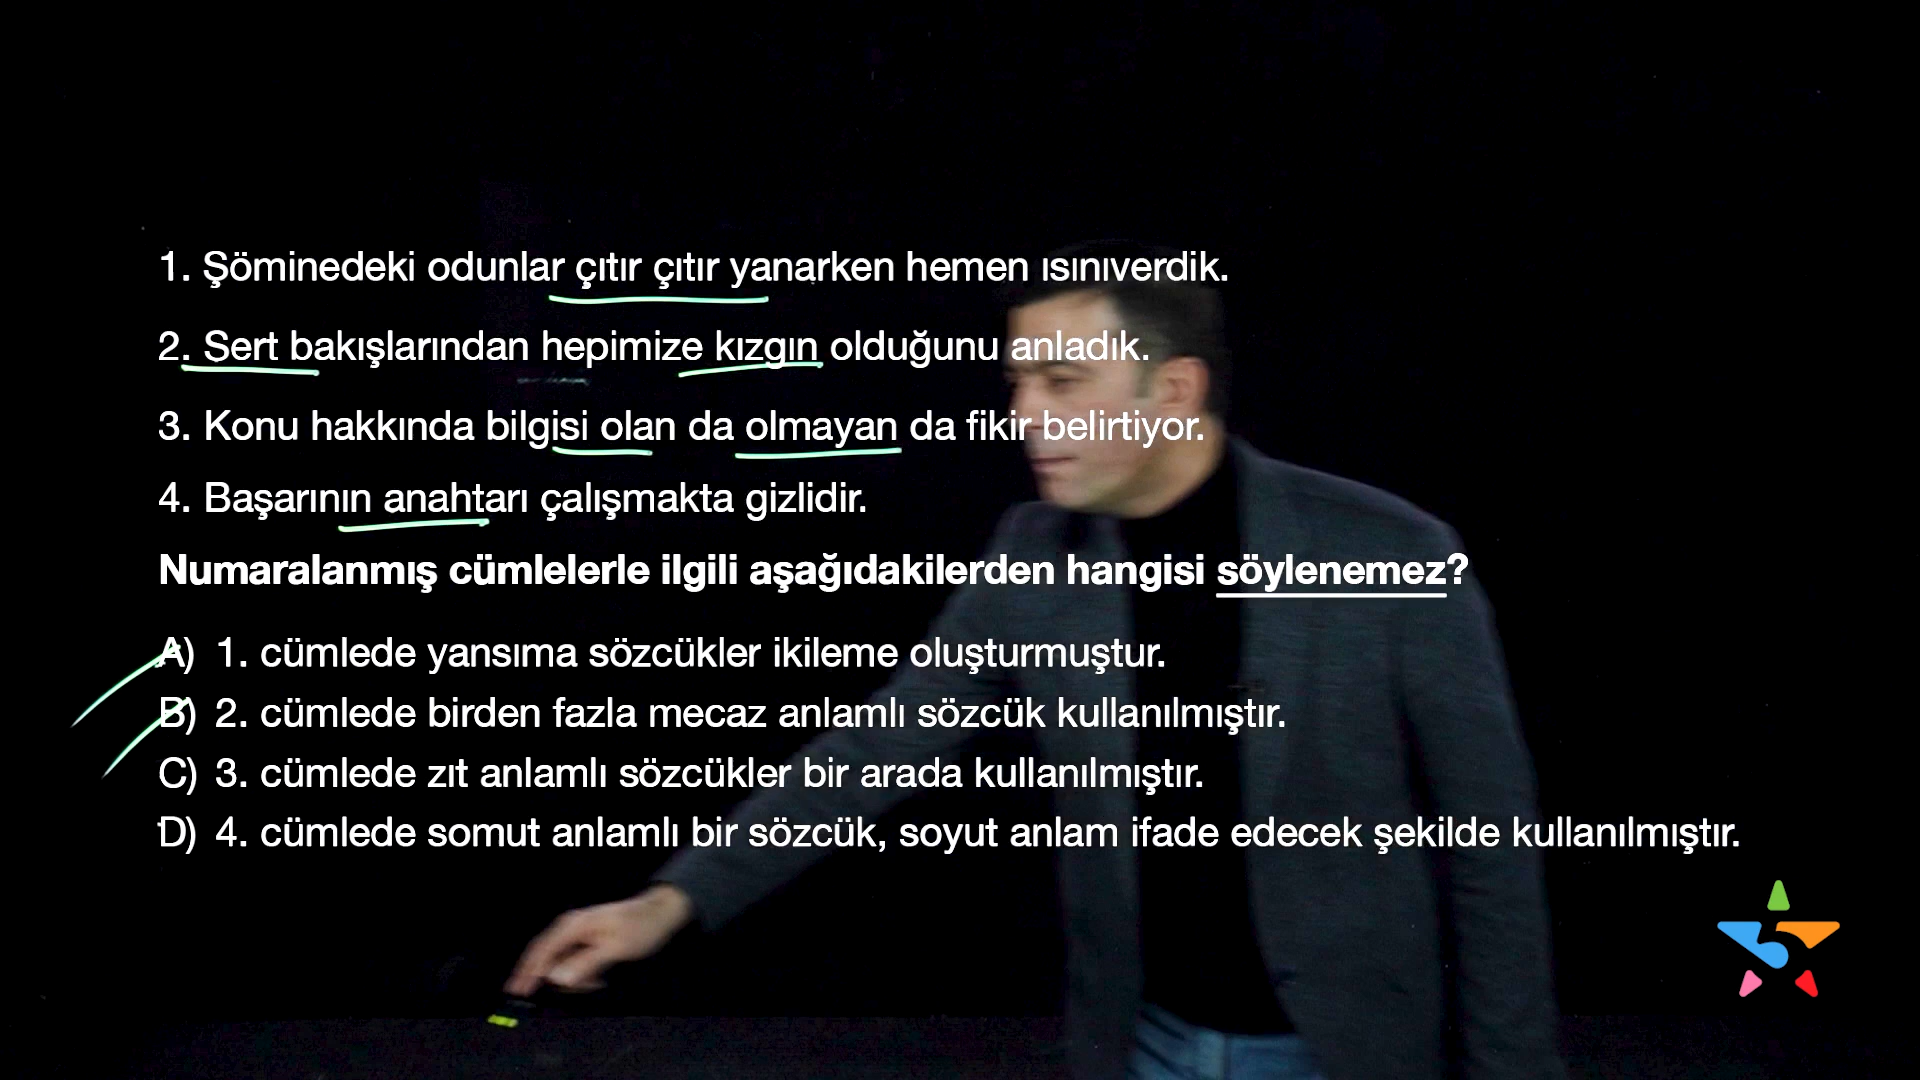 1. Şöminedeki odunlar çıtır çıtır yanarken hemen ısınıverdik.
2. Sert bakışlarından hepimize kızgın olduğunu anladık.
3. Konu hakkında bilgisi olan da olmayan da fikir belirtiyor.
4. Başarının anahtarı çalışmakta gizlidir.
Numaralanmış cümlelerle ilgili aşağıdakilerden hangisi söylenemez?
A) 1. cümlede yansıma sözcükler ikileme oluşturmuştur.
B) 2. cümlede birden fazla mecaz anlamlı sözcük kullanılmıştır.
C) 3. cümlede zıt anlamlı sözcükler bir arada kullanılmıştır.
D) 4. cümlede somut anlamlı bir sözcük, soyut anlam ifade edecek şekilde kullanılmıştır.
5